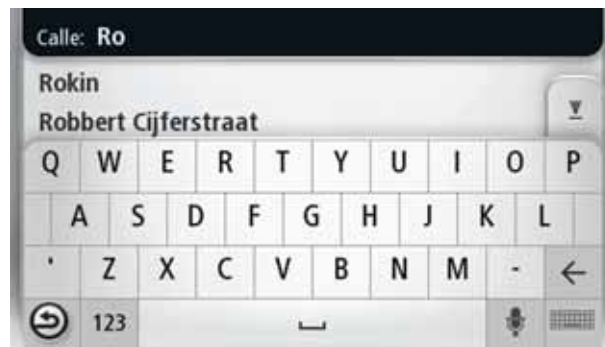 Calle: Ro
Rokin
Robbert Cijferstraat
Q W E R T Y U I O P
A S D F G H J K L
' Z X C V B N M -
123